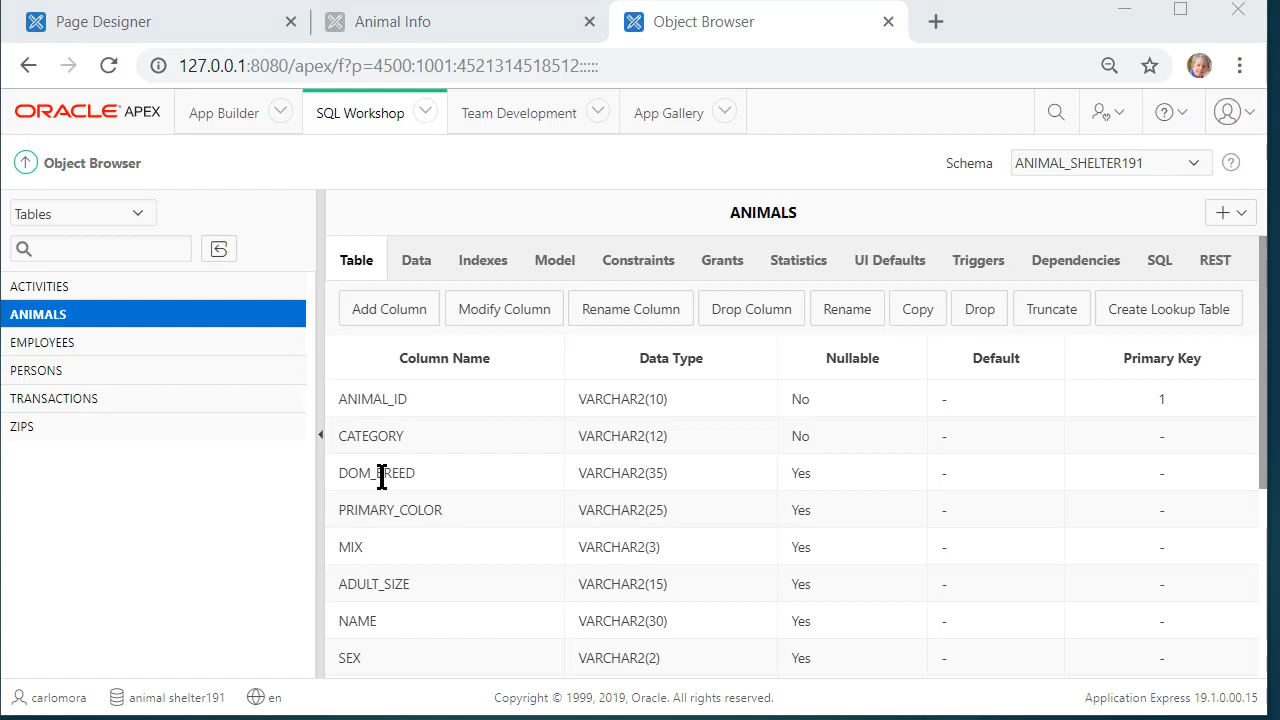 Page Designer Animal Info Object Browser
127.0.0.1:8080/apex/f?p=4500:1001:4521314518512:::::
ORACLE APEX App Builder SQL Workshop Team Development App Gallery
Object Browser Schema ANIMAL_SHELTER191
Tables
ANIMALS
Table Data Indexes Model Constraints Grants Statistics UI Defaults Triggers Dependencies SQL REST
ACTIVITIES
ANIMALS
EMPLOYEES
PERSONS
TRANSACTIONS
ZIPS
Add Column Modify Column Rename Column Drop Column Rename Copy Drop Truncate Create Lookup Table
Column Name Data Type Nullable Default Primary Key
ANIMAL_ID VARCHAR2(10) No - 1
CATEGORY VARCHAR2(12) No - -
DOM_BREED VARCHAR2(35) Yes - -
PRIMARY_COLOR VARCHAR2(25) Yes - -
MIX VARCHAR2(3) Yes - -
ADULT_SIZE VARCHAR2(15) Yes - -
NAME VARCHAR2(30) Yes - -
SEX VARCHAR2(2) Yes - -
carlomora animal shelter191 en Copyright © 1999, 2019, Oracle. All rights reserved. Application Express 19.1.0.00.15